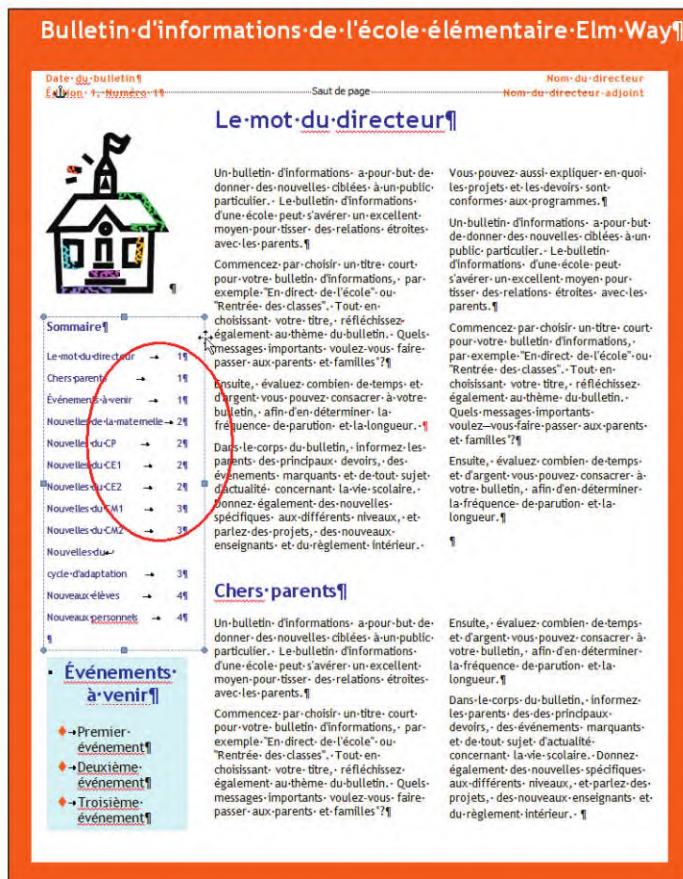 Bulletin·d'informations·de·l'école·élémentaire·Elm·Way¶
Date·du·bulletin¶
Nom·du·directeur
Édition·1,·Numéro·1¶
Saut de page
Nom·du·directeur·adjoint
Le·mot·du·directeur¶
Un·bulletin·d'informations·a·pour·but·de·
donner·des·nouvelles·ciblées·à·un·public·
particulier.·Le·bulletin·d'informations·
d'une·école·peut·s'avérer·un·excellent·
moyen·pour·tisser·des·relations·étroites·
avec·les·parents.¶
Commencez·par·choisir·un·titre·court·
pour·votre·bulletin·d'informations,·par·
exemple·"En·direct·de·l'école"·ou·
"Rentrée·des·classes".·Tout·en·
choisissant·votre·titre,·réfléchissez·
également·au·thème·du·bulletin.·Quels·
messages·importants·voulez-vous·faire·
passer·aux·parents·et·familles"?¶
Ensuite,·évaluez·combien·de·temps·et·
d'argent·vous·pouvez·consacrer·à·votre·
bulletin,·afin·d'en·déterminer·la·
fréquence·de·parution·et·la·longueur.·¶
Dans·le·corps·du·bulletin,·informez·les·
parents·des·principaux·devoirs,·des·
événements·marquants·et·de·tout·sujet·
d'actualité·concernant·la·vie·scolaire.·
Donnez·également·des·nouvelles·
spécifiques·aux·différents·niveaux,·et·
parlez·des·projets,·des·nouveaux·
enseignants·et·du·règlement·intérieur.·
Vous·pouvez·aussi·expliquer·en·quoi·
les·projets·et·les·devoirs·sont·
conformes·aux·programmes.¶
Un·bulletin·d'informations·a·pour·but·
de·donner·des·nouvelles·ciblées·à·un·
public·particulier.·Le·bulletin·
d'informations·d'une·école·peut·
s'avérer·un·excellent·moyen·pour·
tisser·des·relations·étroites·avec·les·
parents.¶
Commencez·par·choisir·un·titre·court·
pour·votre·bulletin·d'informations,·
par·exemple·"En·direct·de·l'école"·ou·
"Rentrée·des·classes".·Tout·en·
choisissant·votre·titre,·réfléchissez·
également·au·thème·du·bulletin.·
Quels·messages·importants·
voulez—vous·faire·passer·aux·parents·
et·familles"?¶
Ensuite,·évaluez·combien·de·temps·
et·d'argent·vous·pouvez·consacrer·à·
votre·bulletin,·afin·d'en·déterminer·
la·fréquence·de·parution·et·la·
longueur.¶
¶
¶
Sommaire¶
Le·mot·du·directeur → 1¶
Chers·parents → 1¶
Événements·à·venir → 1¶
Nouvelles·de·la·maternelle → 2¶
Nouvelles·du·CP → 2¶
Nouvelles·du·CE1 → 2¶
Nouvelles·du·CE2 → 2¶
Nouvelles·du·CM1 → 3¶
Nouvelles·du·CM2 → 3¶
Nouvelles·du↵
cycle·d'adaptation → 3¶
Nouveaux·élèves → 4¶
Nouveaux·personnels → 4¶
¶
Événements·
à·venir¶
♦→Premier·
événement¶
♦→Deuxième·
événement¶
♦→Troisième·
événement¶
Chers·parents¶
Un·bulletin·d'informations·a·pour·but·de·
donner·des·nouvelles·ciblées·à·un·public·
particulier.·Le·bulletin·d'informations·
d'une·école·peut·s'avérer·un·excellent·
moyen·pour·tisser·des·relations·étroites·
avec·les·parents.¶
Commencez·par·choisir·un·titre·court·
pour·votre·bulletin·d'informations,·par·
exemple·"En·direct·de·l'école"·ou·
"Rentrée·des·classes".·Tout·en·
choisissant·votre·titre,·réfléchissez·
également·au·thème·du·bulletin.·Quels·
messages·importants·voulez-vous·faire·
passer·aux·parents·et·familles"?¶
Ensuite,·évaluez·combien·de·temps·
et·d'argent·vous·pouvez·consacrer·à·
votre·bulletin,·afin·d'en·déterminer·
la·fréquence·de·parution·et·la·
longueur.¶
Dans·le·corps·du·bulletin,·informez·
les·parents·des·des·principaux·
devoirs,·des·événements·marquants·
et·de·tout·sujet·d'actualité·
concernant·la·vie·scolaire.·Donnez·
également·des·nouvelles·spécifiques·
aux·différents·niveaux,·et·parlez·des·
projets,·des·nouveaux·enseignants·et·
du·règlement·intérieur.·¶